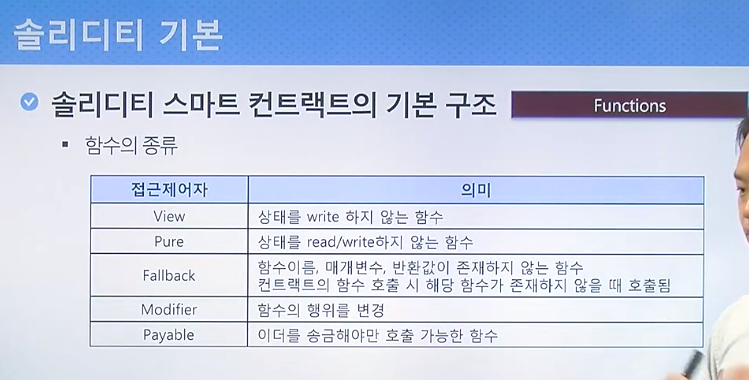 솔리디티 기본
솔리디티 스마트 컨트랙트의 기본 구조
Functions
함수의 종류
접근제어자 의미
View 상태를 write 하지 않는 함수
Pure 상태를 read/write하지 않는 함수
Fallback 함수이름, 매개변수, 반환값이 존재하지 않는 함수
컨트랙트의 함수 호출 시 해당 함수가 존재하지 않을 때 호출됨
Modifier 함수의 행위를 변경
Payable 이더를 송금해야만 호출 가능한 함수